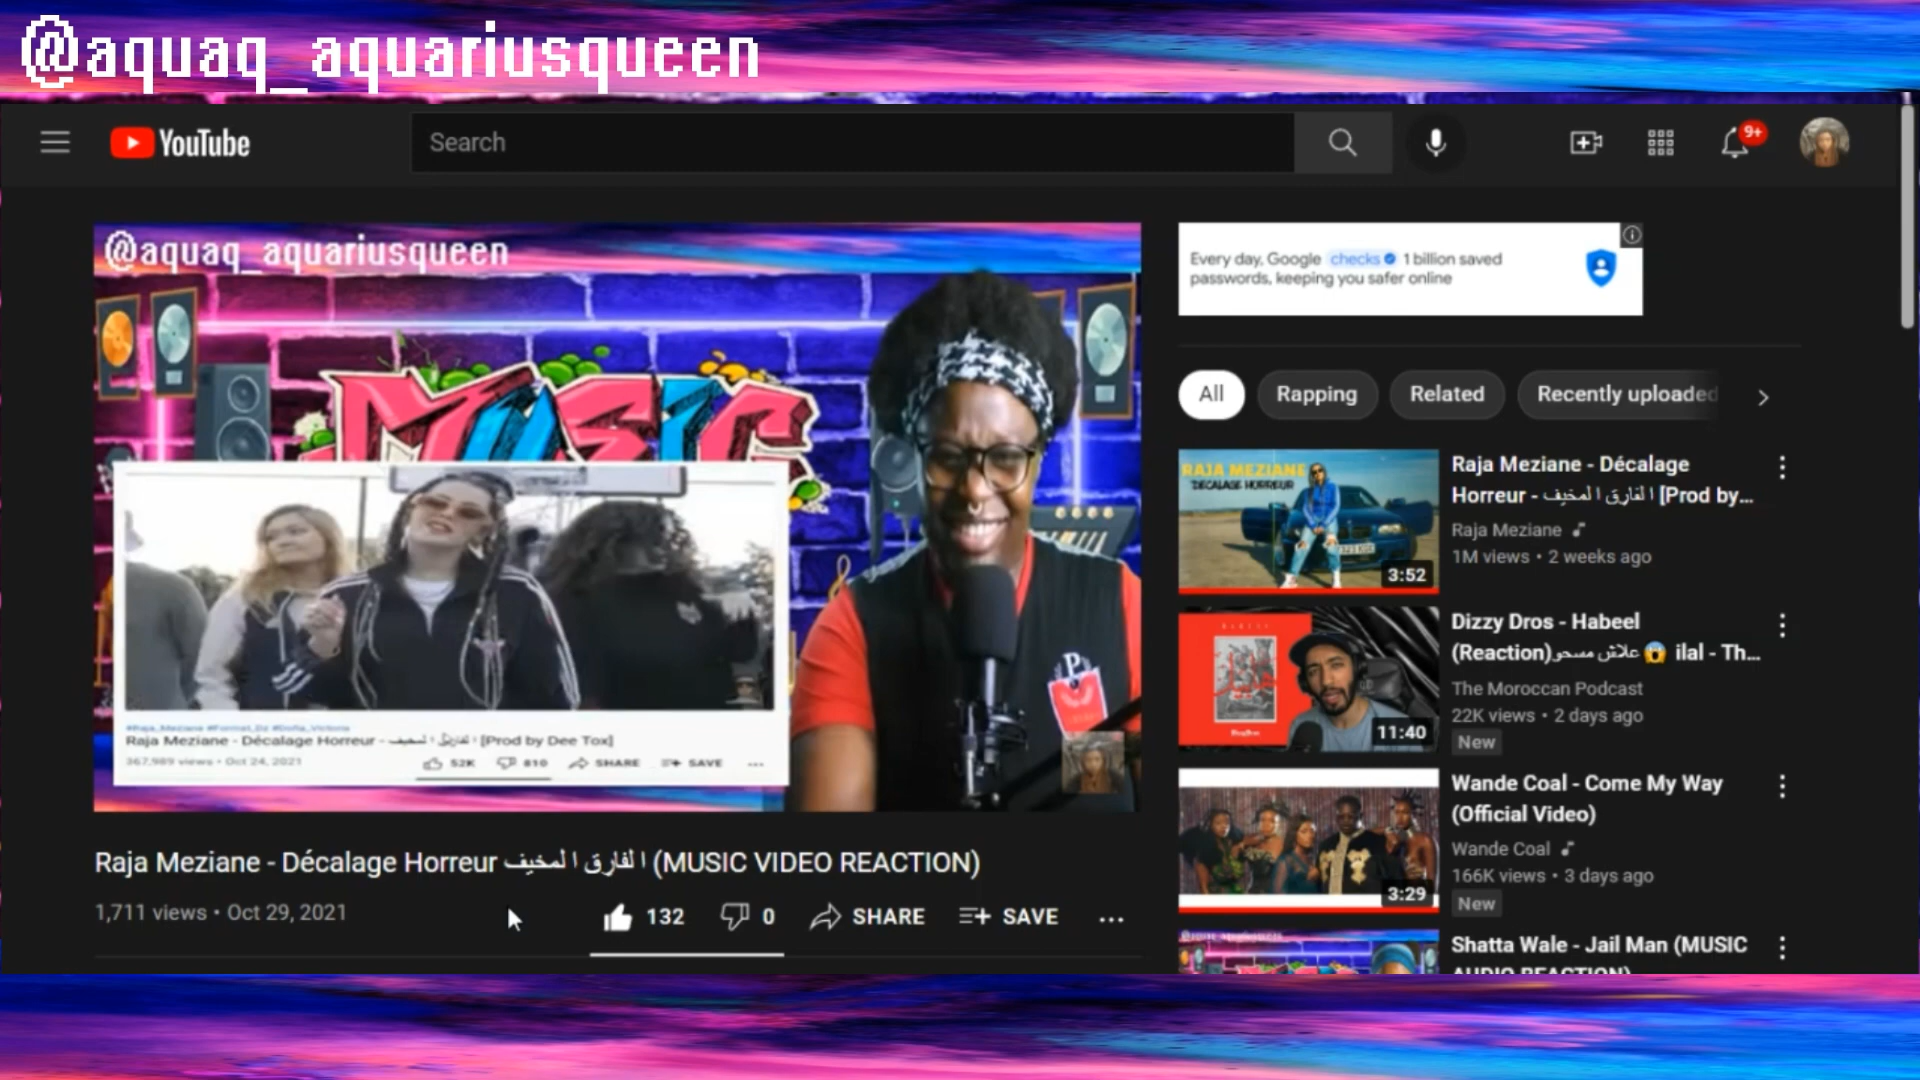 @aquaq_aquariusqueen
YouTube
Search
9+
@aquaq_aquariusqueen
MUSIC
#Raja_Meziane #Format_Dz #Sofia_Victoria
Raja Meziane - Décalage Horreur - الفارق المخيف [Prod by Dee Tox]
367,989 views • Oct 24, 2021
52K 810 SHARE SAVE ...
P
Raja Meziane - Décalage Horreur الفارق المخيف (MUSIC VIDEO REACTION)
1,711 views • Oct 29, 2021
132 0 SHARE SAVE ...
Every day, Google checks 1 billion saved
passwords, keeping you safer online
All Rapping Related Recently uploaded
RAJA MEZIANE
DECALAGE HORREUR
3:52
Raja Meziane - Décalage
Horreur - الفارق المخيف [Prod by...
Raja Meziane
1M views • 2 weeks ago
11:40
Dizzy Dros - Habeel
(Reaction)علاش مسحو 😱 ilal - Th...
The Moroccan Podcast
22K views • 2 days ago
New
3:29
Wande Coal - Come My Way
(Official Video)
Wande Coal
166K views • 3 days ago
New
Shatta Wale - Jail Man (MUSIC
AUDIO REACTION)